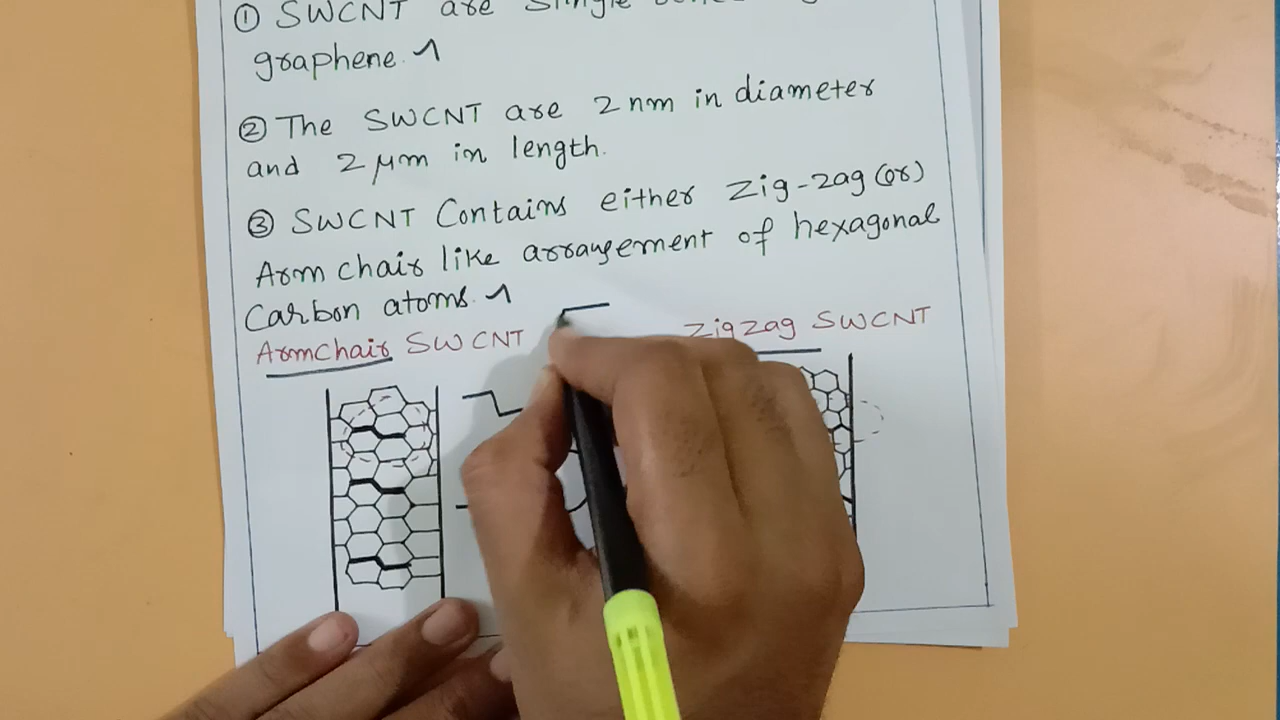 ① SWCNT are Single
graphene.
② The SWCNT are 2 nm in diameter
and 2 μm in length.
③ SWCNT Contains either Zig-zag (or)
Arm chair like arrangement of hexagonal
Carbon atoms.
Armchair SWCNT
Zigzag SWCNT